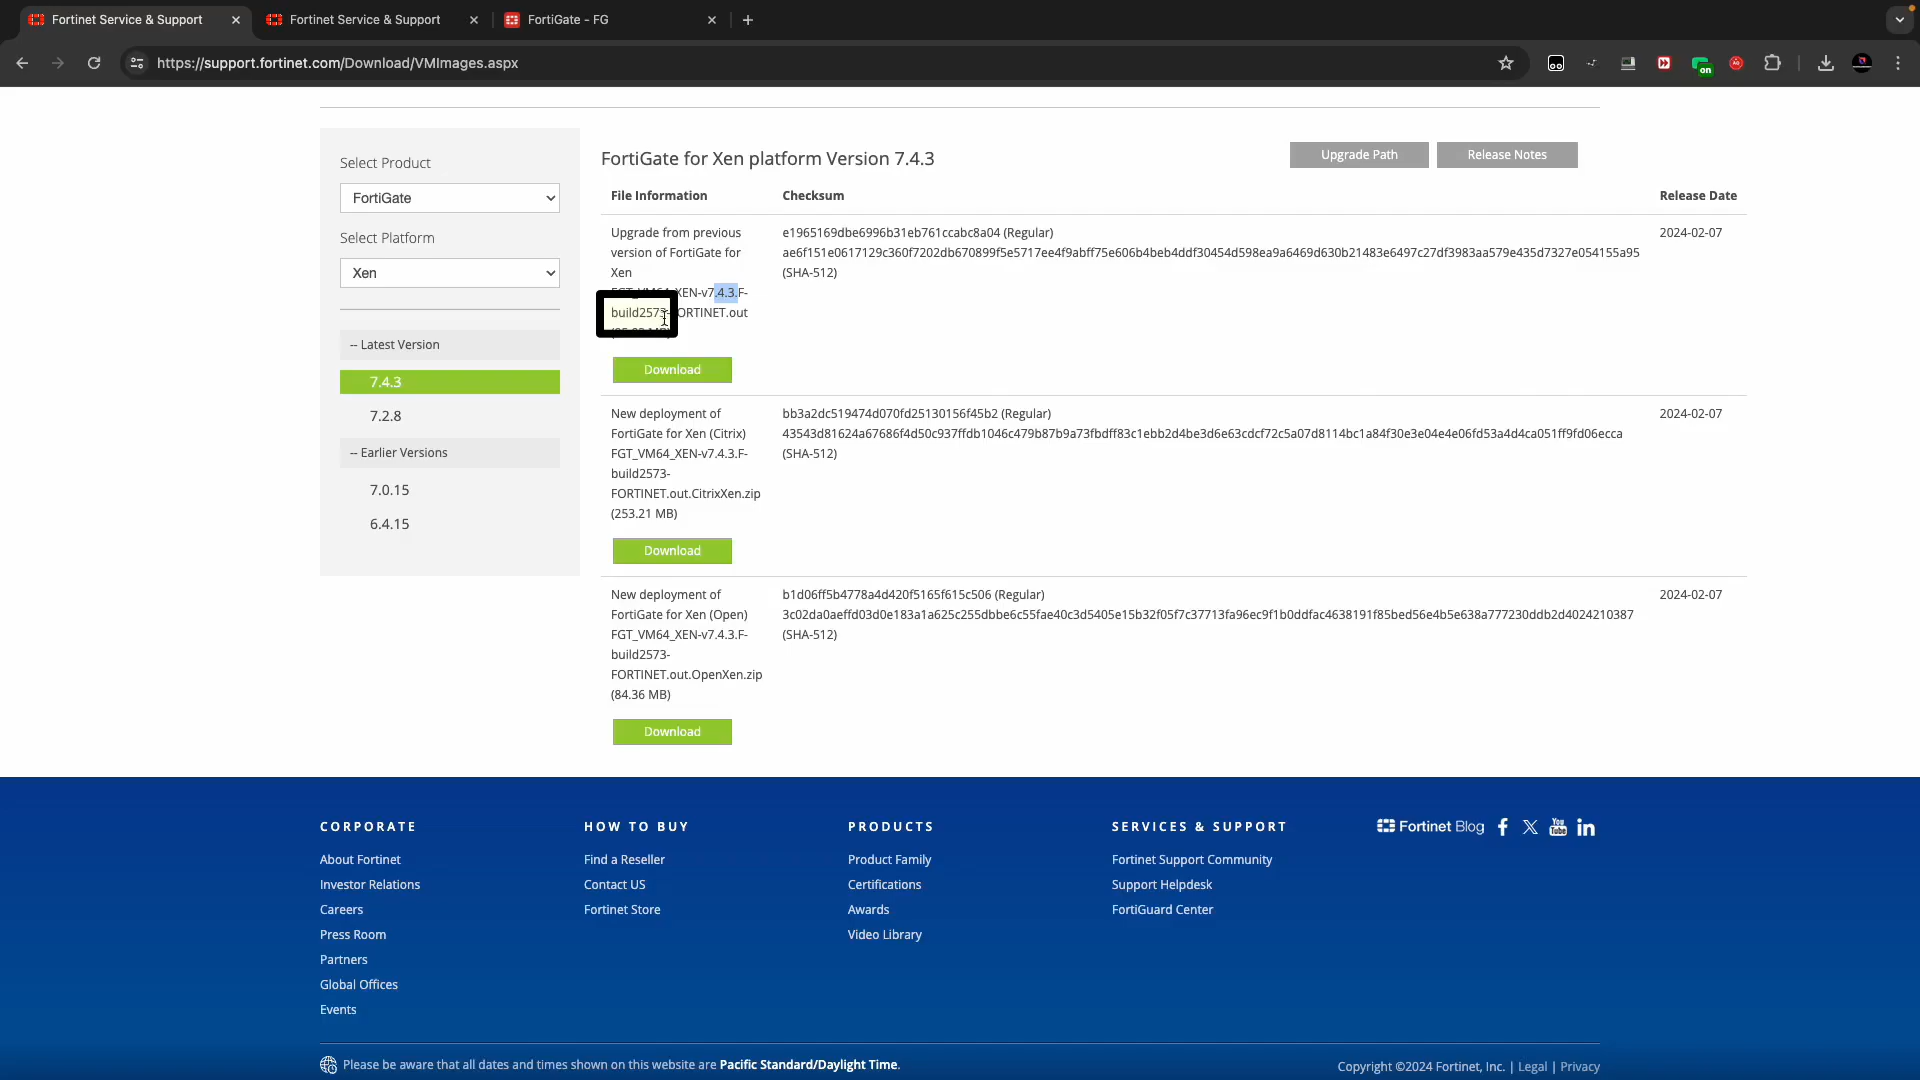 Fortinet Service & Support
Fortinet Service & Support
FortiGate - FG
https://support.fortinet.com/Download/VMImages.aspx
on
Select Product
FortiGate
Select Platform
Xen
-- Latest Version
7.4.3
7.2.8
-- Earlier Versions
7.0.15
6.4.15
FortiGate for Xen platform Version 7.4.3
Upgrade Path
Release Notes
File Information Checksum Release Date
Upgrade from previous
version of FortiGate for
Xen
FGT_VM64_XEN-v7.4.3.F-
build2573-FORTINET.out
e1965169dbe6996b31eb761ccabc8a04 (Regular)
ae6f151e0617129c360f7202db670899f5e5717ee4f9abff75e606b4beb4ddf30454d598ea9a6469d630b21483e6497c27df3983aa579e435d7327e054155a95
(SHA-512)
2024-02-07
Download
New deployment of
FortiGate for Xen (Citrix)
FGT_VM64_XEN-v7.4.3.F-
build2573-
FORTINET.out.CitrixXen.zip
(253.21 MB)
bb3a2dc519474d070fd25130156f45b2 (Regular)
43543d81624a67686f4d50c937ffdb1046c479b87b9a73fbdff83c1ebb2d4be3d6e63cdcf72c5a07d8114bc1a84f30e3e04e4e06fd53a4d4ca051ff9fd06ecca
(SHA-512)
2024-02-07
Download
New deployment of
FortiGate for Xen (Open)
FGT_VM64_XEN-v7.4.3.F-
build2573-
FORTINET.out.OpenXen.zip
(84.36 MB)
b1d06ff5b4778a4d420f5165f615c506 (Regular)
3c02da0aeffd03d0e183a1a625c255dbbe6c55fae40c3d5405e15b32f05f7c37713fa96ec9f1b0ddfac4638191f85bed56e4b5e638a777230ddb2d4024210387
(SHA-512)
2024-02-07
Download
CORPORATE
About Fortinet
Investor Relations
Careers
Press Room
Partners
Global Offices
Events
HOW TO BUY
Find a Reseller
Contact US
Fortinet Store
PRODUCTS
Product Family
Certifications
Awards
Video Library
SERVICES & SUPPORT
Fortinet Support Community
Support Helpdesk
FortiGuard Center
Fortinet Blog
You Tube
Please be aware that all dates and times shown on this website are Pacific Standard/Daylight Time.
Copyright ©2024 Fortinet, Inc. | Legal | Privacy